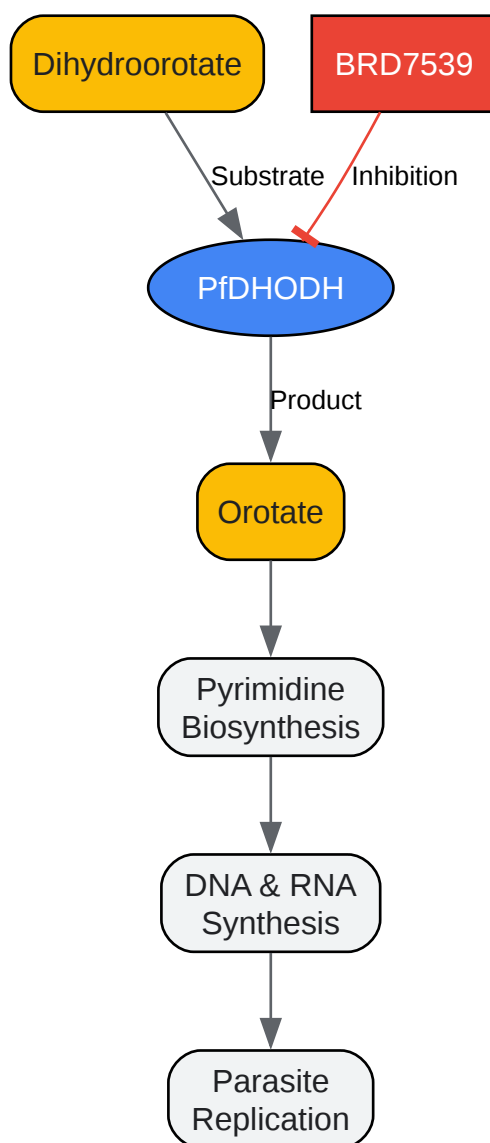 Dihydroorotate
BRD7539
Substrate
Inhibition
PfDHODH
Product
Orotate
Pyrimidine
Biosynthesis
DNA & RNA
Synthesis
Parasite
Replication